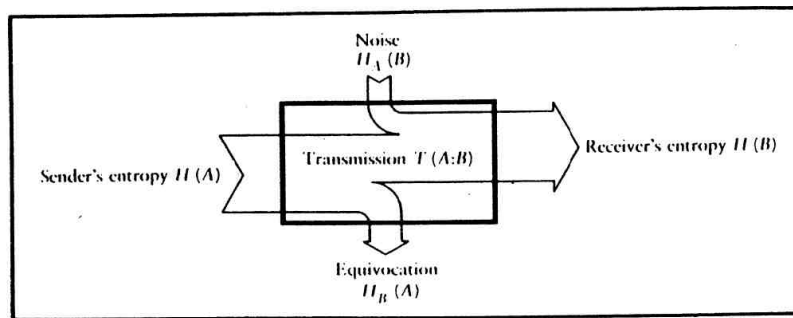 Noise
H_A (B)
Transmission T (A:B)
Sender's entropy H (A)
Receiver's entropy H (B)
Equivocation
H_B (A)